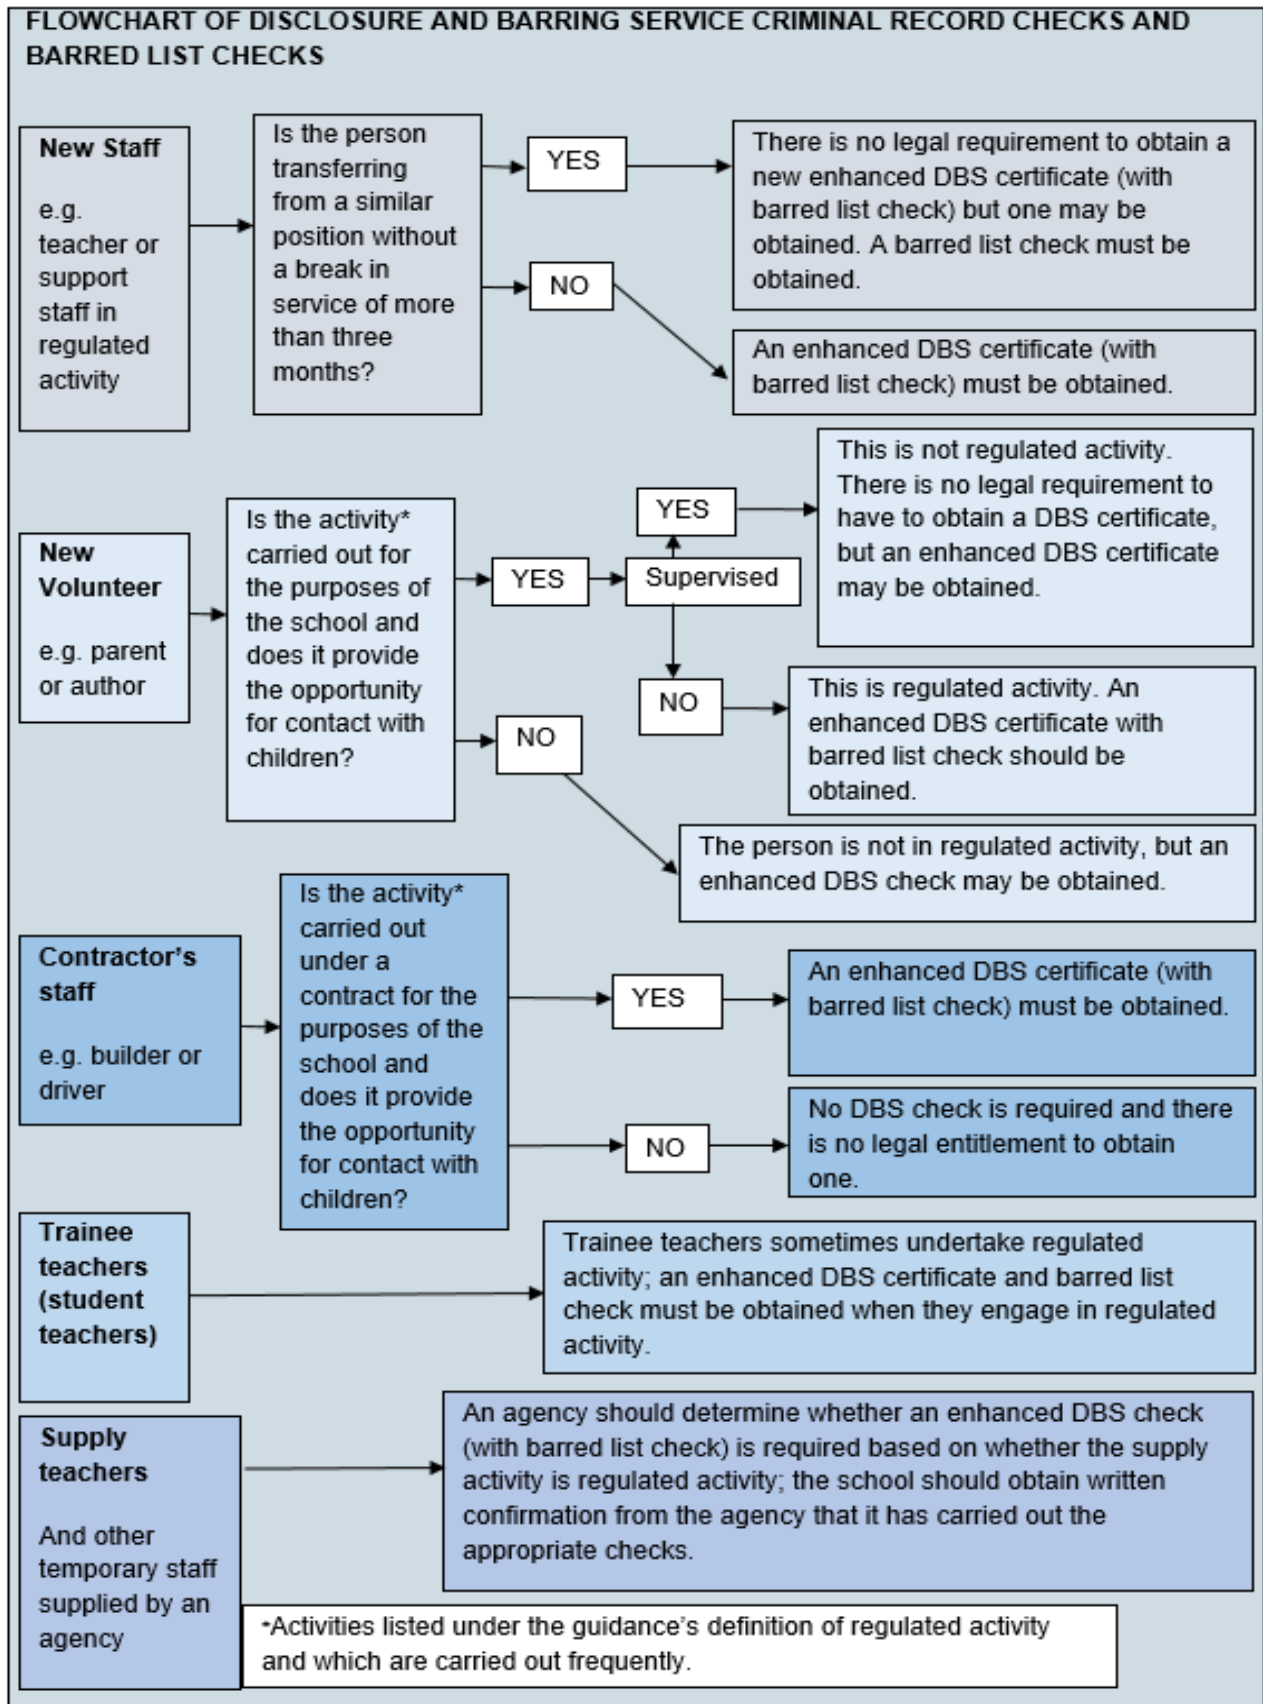 FLOWCHART OF DISCLOSURE AND BARRING SERVICE CRIMINAL RECORD CHECKS AND
BARRED LIST CHECKS
New Staff
e.g.
teacher or
support
staff in
regulated
activity
Is the person
transferring
from a similar
position without
a break in
service of more
than three
months?
YES
There is no legal requirement to obtain a
new enhanced DBS certificate (with
barred list check) but one may be
obtained. A barred list check must be
obtained.
NO
An enhanced DBS certificate (with
barred list check) must be obtained.
New
Volunteer
e.g. parent
or author
Is the activity*
carried out for
the purposes of
the school and
does it provide
the opportunity
for contact with
children?
YES
Supervised
YES
This is not regulated activity.
There is no legal requirement to
have to obtain a DBS certificate,
but an enhanced DBS certificate
may be obtained.
NO
This is regulated activity. An
enhanced DBS certificate with
barred list check should be
obtained.
NO
The person is not in regulated activity, but an
enhanced DBS check may be obtained.
Contractor's
staff
e.g. builder or
driver
Is the activity*
carried out
under a
contract for the
purposes of the
school and
does it provide
the opportunity
for contact with
children?
YES
An enhanced DBS certificate (with
barred list check) must be obtained.
NO
No DBS check is required and there
is no legal entitlement to obtain
one.
Trainee
teachers
(student
teachers)
Trainee teachers sometimes undertake regulated
activity; an enhanced DBS certificate and barred list
check must be obtained when they engage in regulated
activity.
Supply
teachers
And other
temporary staff
supplied by an
agency
An agency should determine whether an enhanced DBS check
(with barred list check) is required based on whether the supply
activity is regulated activity; the school should obtain written
confirmation from the agency that it has carried out the
appropriate checks.
*Activities listed under the guidance's definition of regulated activity
and which are carried out frequently.